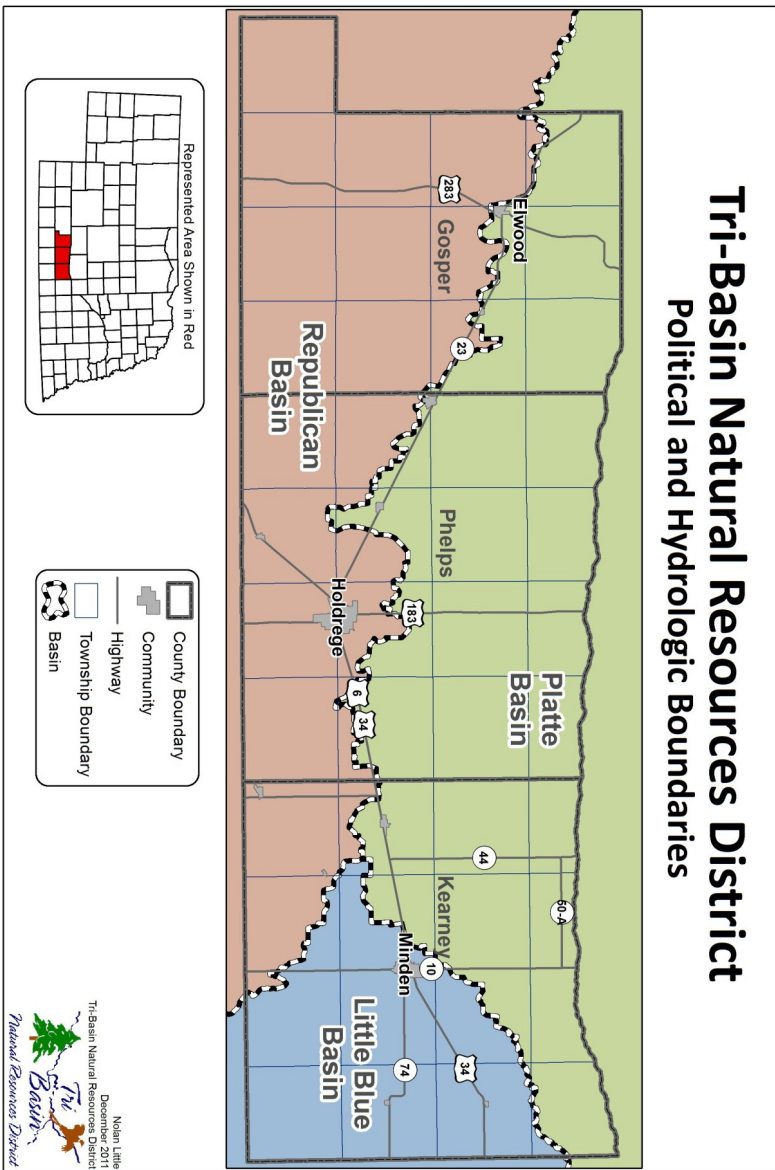 Tri-Basin Natural Resources District
Political and Hydrologic Boundaries
Elwood
283
Gosper
23
Republican
Basin
Phelps
183
Holdrege
6
34
Platte
Basin
44
50-A
Kearney
10
Minden
34
74
Little Blue
Basin
Represented Area Shown in Red
County Boundary
Community
Highway
Township Boundary
Basin
Nolan Little
December 2011
Tri-Basin Natural Resources District
Tri
Basin
Natural Resources District